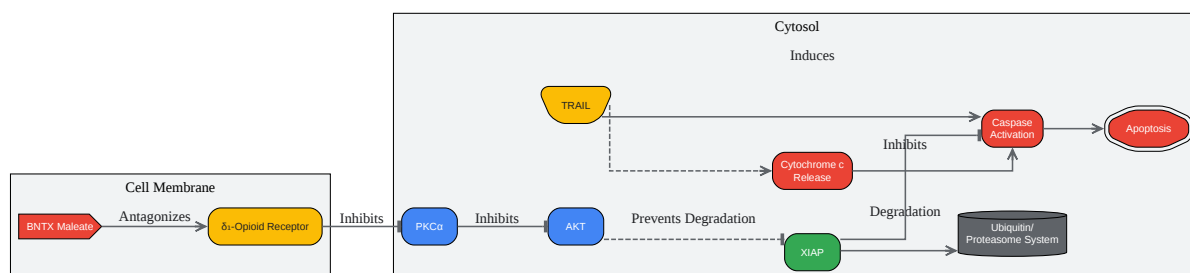 Cytosol
Induces
TRAIL
Caspase
Activation
Apoptosis
Inhibits
Cytochrome c
Release
Cell Membrane
BNTX Maleate
Antagonizes
δ₁-Opioid Receptor
Inhibits
PKCα
Inhibits
AKT
Prevents Degradation
XIAP
Degradation
Ubiquitin/
Proteasome System